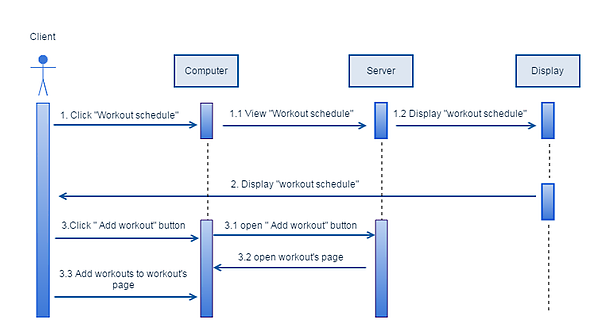 Client
Computer
Server
Display
1. Click "Workout schedule"
1.1 View "Workout schedule"
1.2 Display "workout schedule"
2. Display "workout schedule"
3.Click " Add workout" button
3.1 open " Add workout" button
3.2 open workout's page
3.3 Add workouts to workout's
page